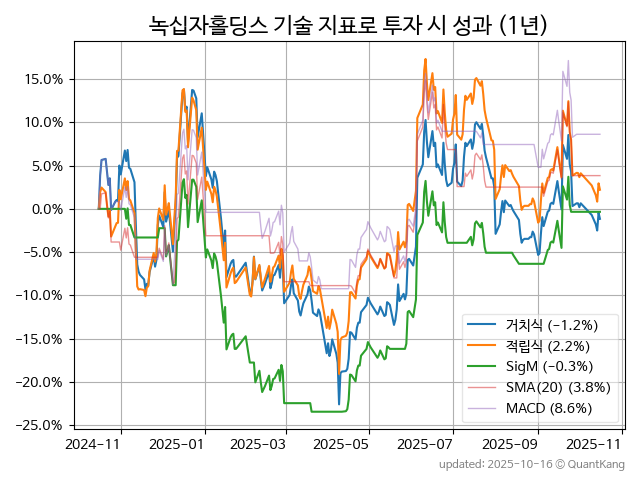 녹십자홀딩스 기술 지표로 투자 시 성과 (1년)
15.0%
10.0%
5.0%
0.0%
−5.0%
−10.0%
−15.0%
−20.0%
−25.0%
거치식 (−1.2%)
적립식 (2.2%)
SigM (−0.3%)
SMA(20) (3.8%)
MACD (8.6%)
2024-11 2025-01 2025-03 2025-05 2025-07 2025-09 2025-11
updated: 2025-10-16 ⓒ QuantKang